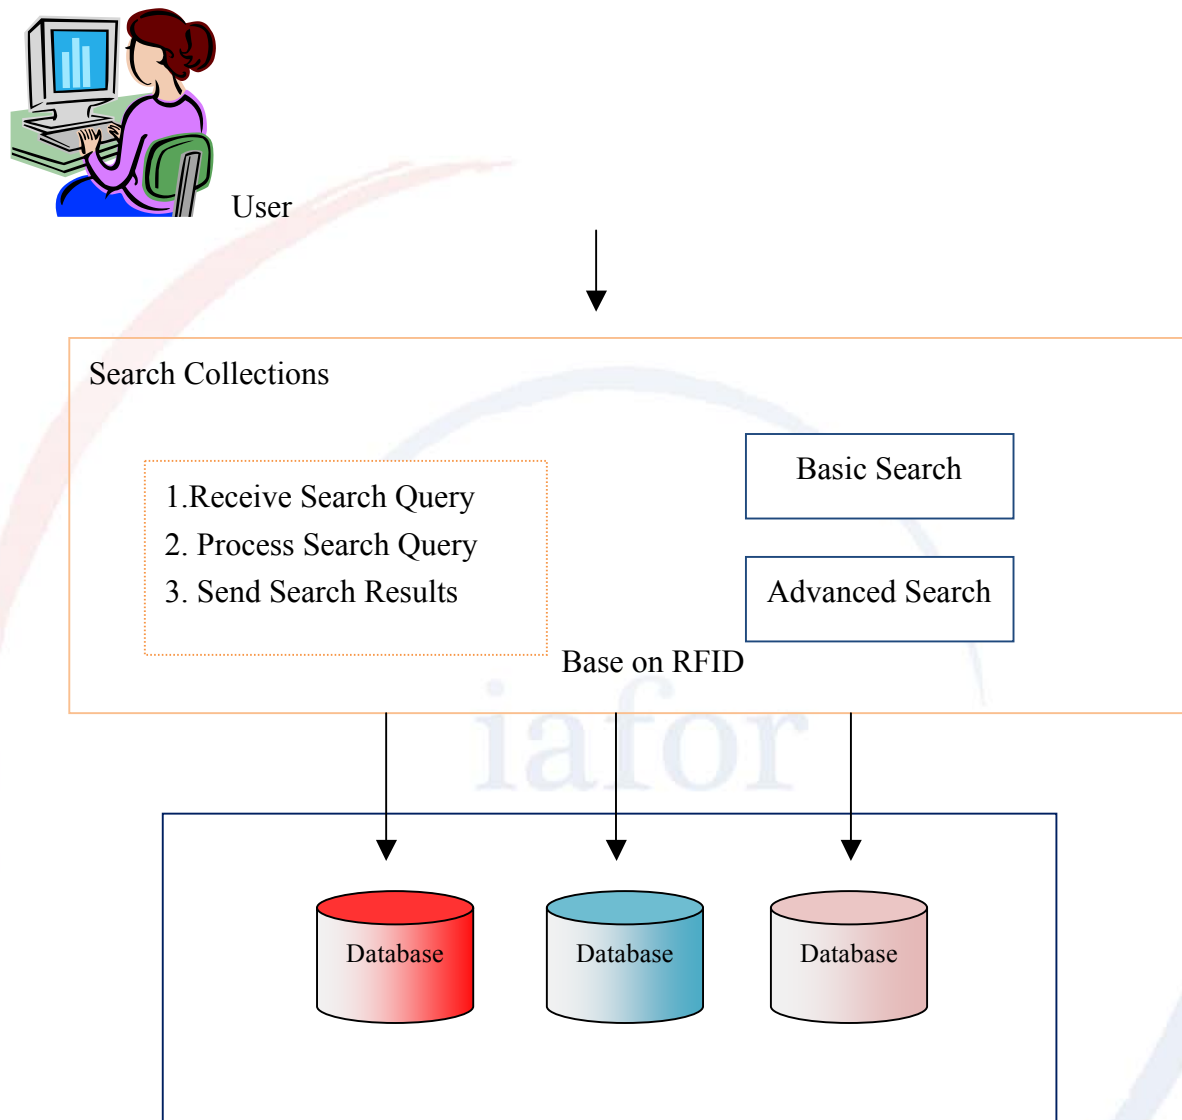 User
Search Collections
Basic Search
1.Receive Search Query
2. Process Search Query
3. Send Search Results
Advanced Search
Base on RFID
iafor
Database
Database
Database